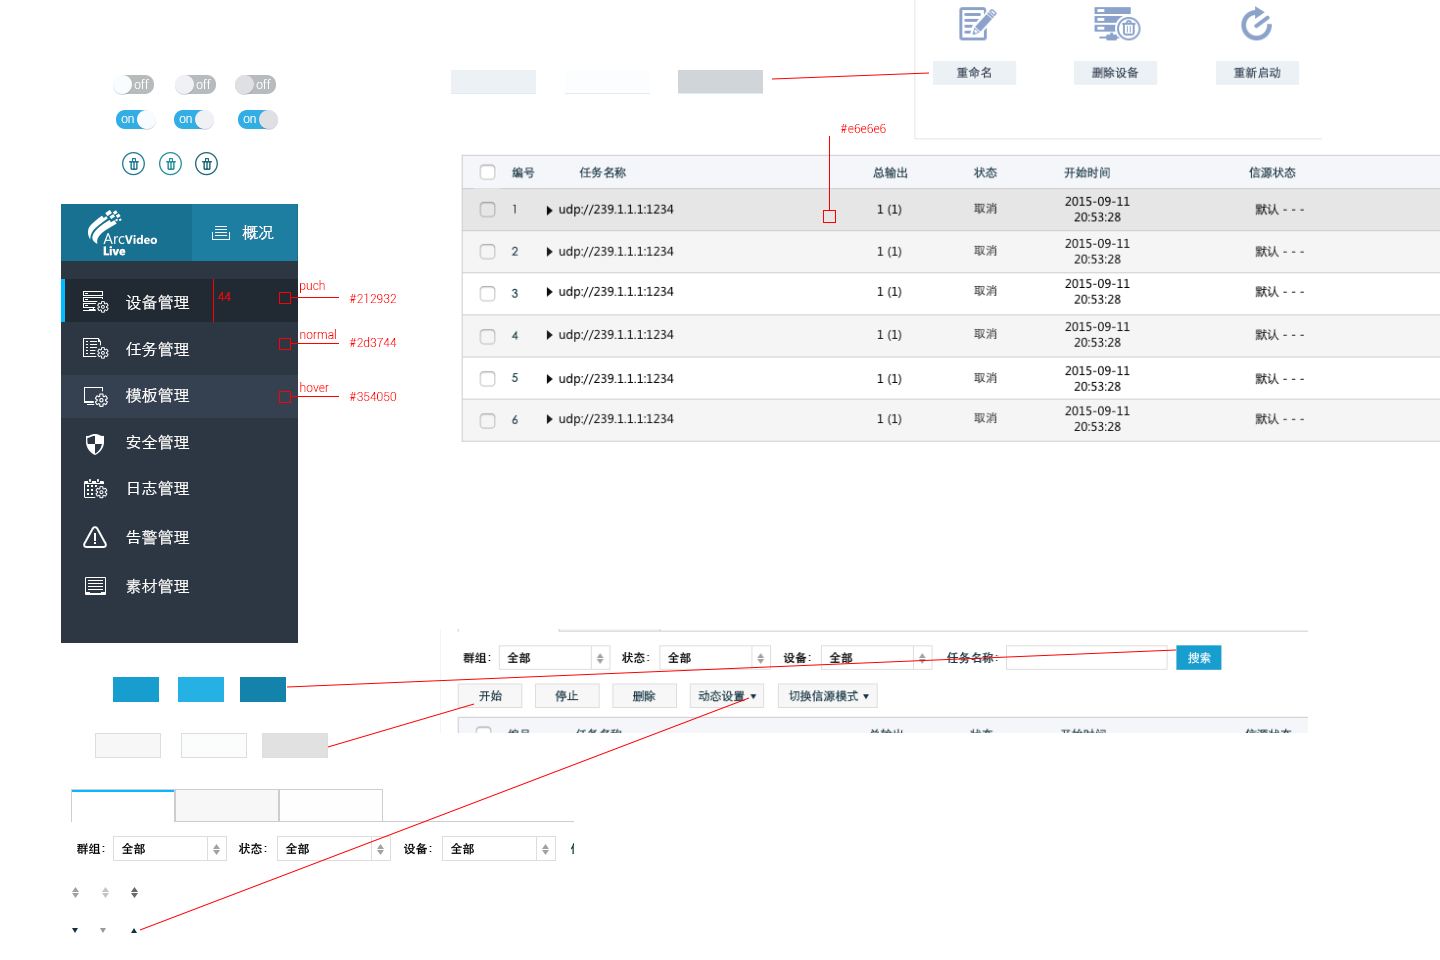 off off off
on on on
重命名 删除设备 重新启动
#e6e6e6
编号 任务名称 总输出 状态 开始时间 信源状态
1 udp://239.1.1.1:1234 1 (1) 取消 2015-09-11 20:53:28 默认 - - -
2 udp://239.1.1.1:1234 1 (1) 取消 2015-09-11 20:53:28 默认 - - -
3 udp://239.1.1.1:1234 1 (1) 取消 2015-09-11 20:53:28 默认 - - -
4 udp://239.1.1.1:1234 1 (1) 取消 2015-09-11 20:53:28 默认 - - -
5 udp://239.1.1.1:1234 1 (1) 取消 2015-09-11 20:53:28 默认 - - -
6 udp://239.1.1.1:1234 1 (1) 取消 2015-09-11 20:53:28 默认 - - -
ArcVideo
Live
概况
设备管理 44 puch #212932
任务管理 normal #2d3744
模板管理 hover #354050
安全管理
日志管理
告警管理
素材管理
群组: 全部 状态: 全部 设备: 全部 任务名称: 搜索
开始 停止 删除 动态设置 切换信源模式
编号 任务名称 总输出 状态 开始时间 信源状态
群组: 全部 状态: 全部 设备: 全部